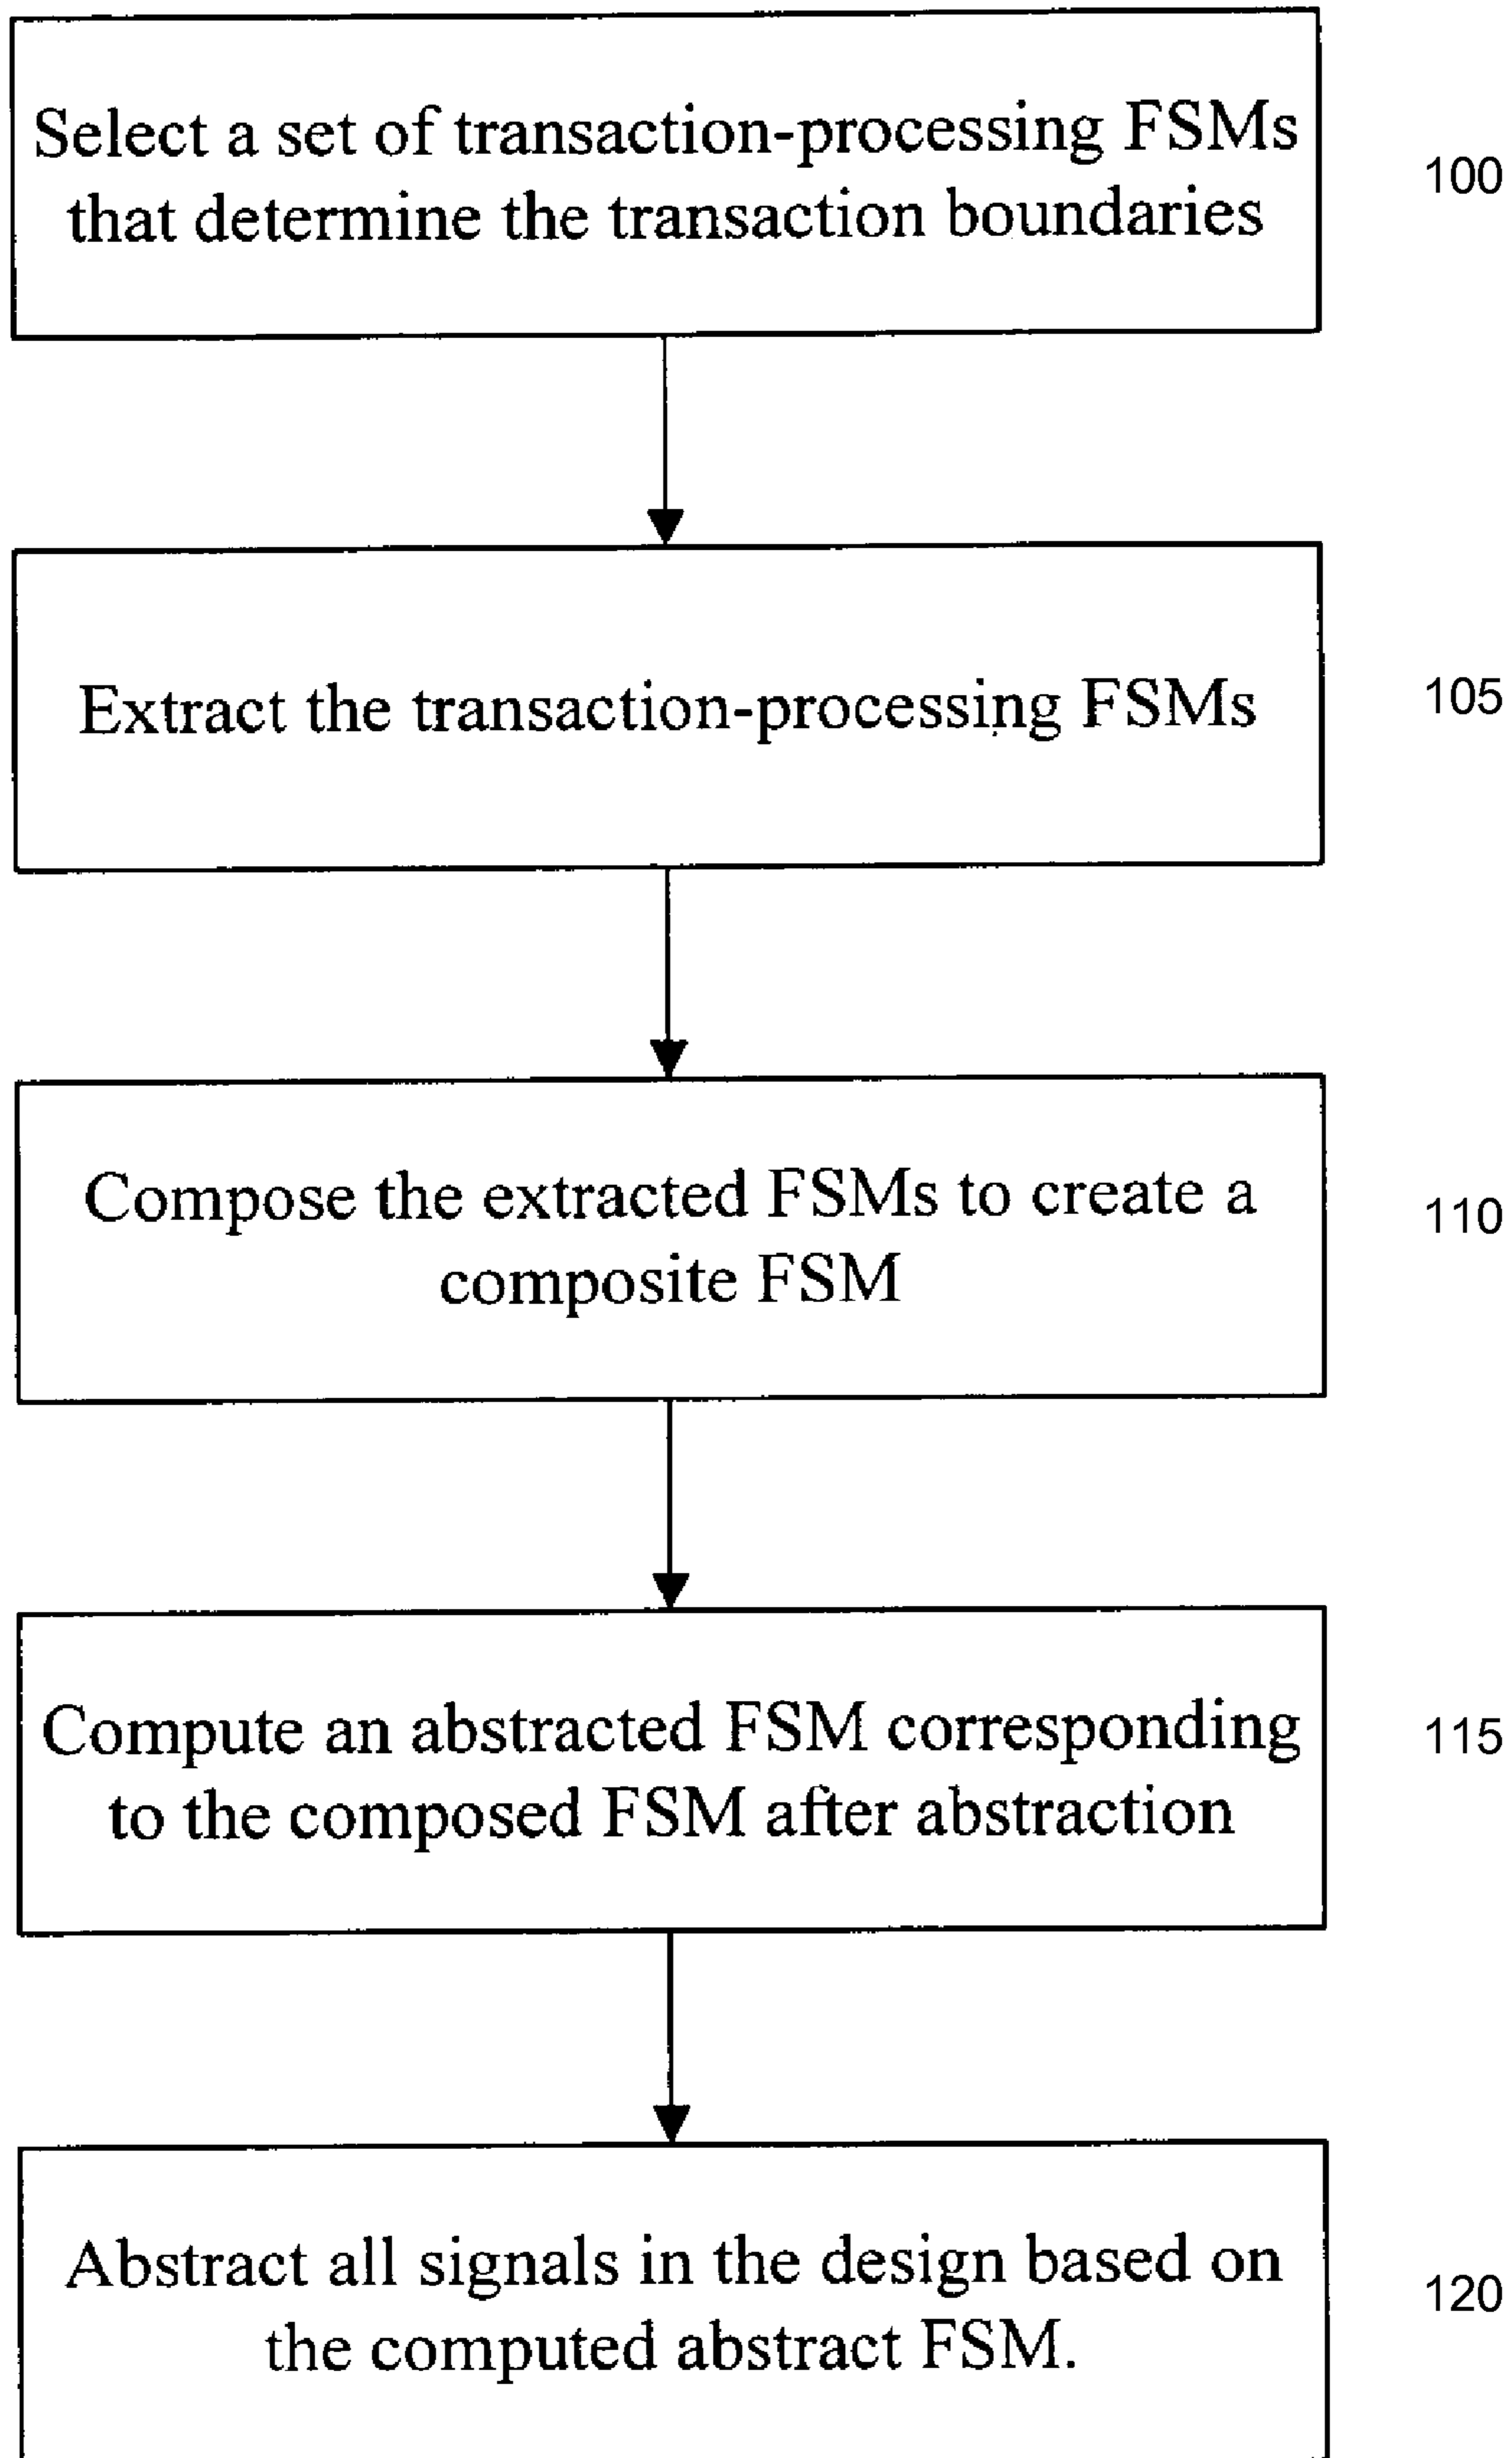 Select a set of transaction-processing FSMs
that determine the transaction boundaries
100
Extract the transaction-processing FSMs
105
Compose the extracted FSMs to create a
composite FSM
110
Compute an abstracted FSM corresponding
to the composed FSM after abstraction
115
Abstract all signals in the design based on
the computed abstract FSM.
120